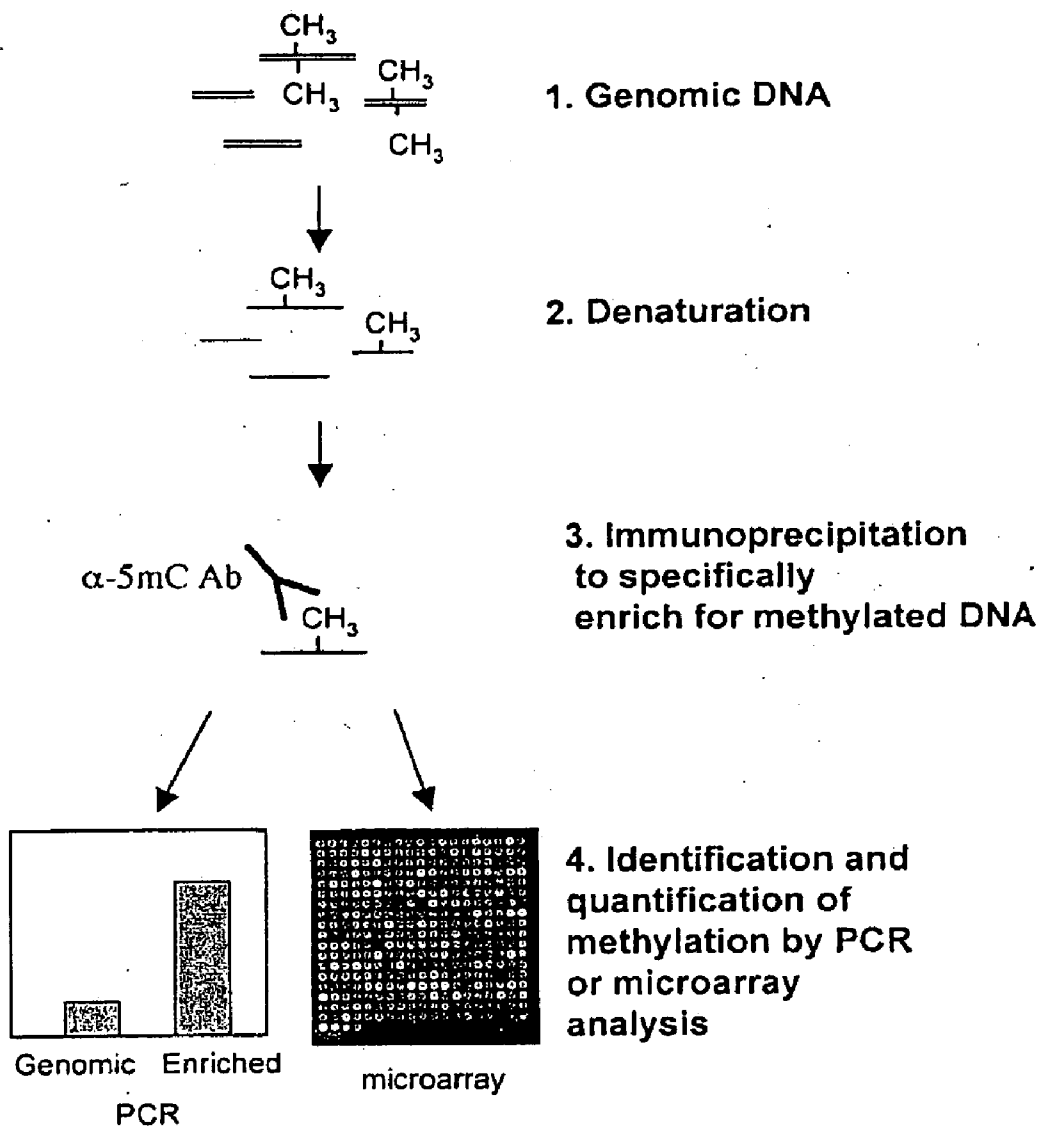 CH3
CH3
CH3
CH3
1. Genomic DNA
CH3
CH3
2. Denaturation
α-5mC Ab
CH3
3. Immunoprecipitation
to specifically
enrich for methylated DNA
4. Identification and
quantification of
methylation by PCR
or microarray
analysis
Genomic Enriched
PCR
microarray